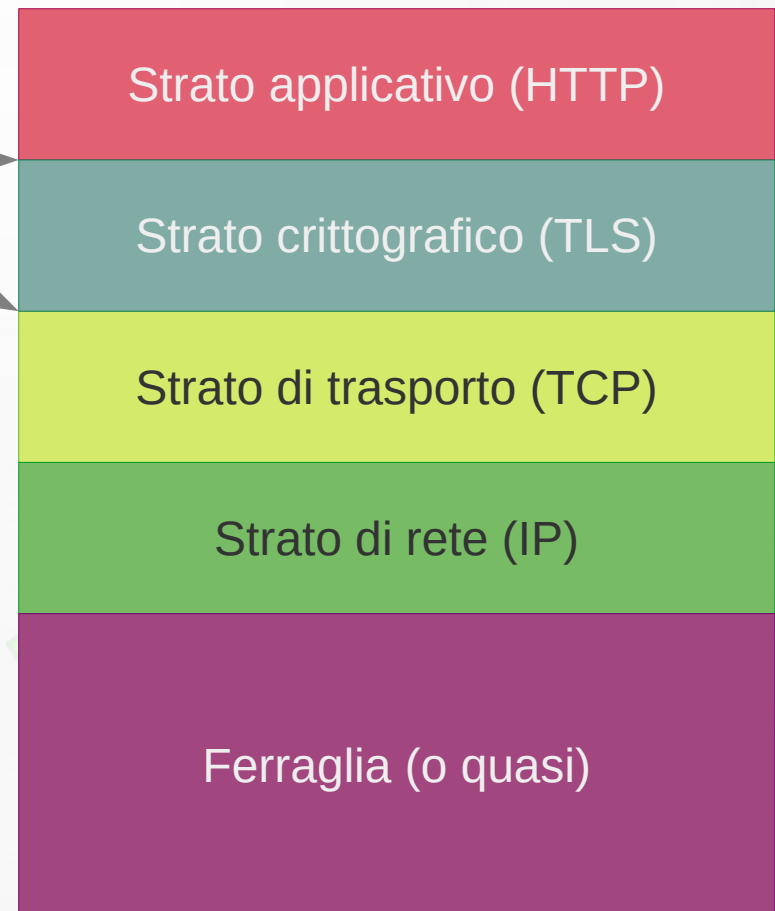 Strato applicativo (HTTP)
Strato crittografico (TLS)
Strato di trasporto (TCP)
Strato di rete (IP)
Ferraglia (o quasi)